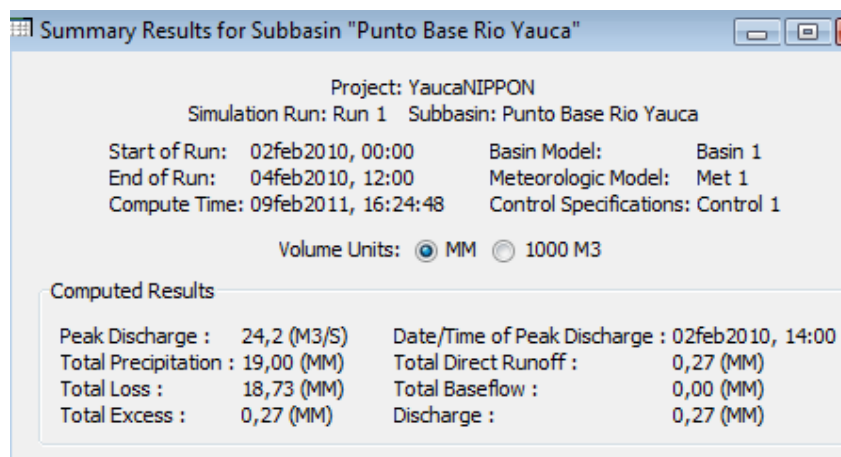 Summary Results for Subbasin "Punto Base Rio Yauca"
Project: YaucaNIPPON
Simulation Run: Run 1 Subbasin: Punto Base Rio Yauca
Start of Run: 02feb2010, 00:00 Basin Model: Basin 1
End of Run: 04feb2010, 12:00 Meteorologic Model: Met 1
Compute Time: 09feb2011, 16:24:48 Control Specifications: Control 1
Volume Units: MM 1000 M3
Computed Results
Peak Discharge : 24,2 (M3/S) Date/Time of Peak Discharge : 02feb2010, 14:00
Total Precipitation : 19,00 (MM) Total Direct Runoff : 0,27 (MM)
Total Loss : 18,73 (MM) Total Baseflow : 0,00 (MM)
Total Excess : 0,27 (MM) Discharge : 0,27 (MM)